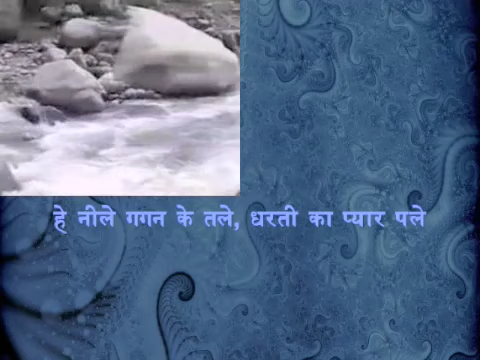 हे नीले गगन के तले, धरती का प्यार पले